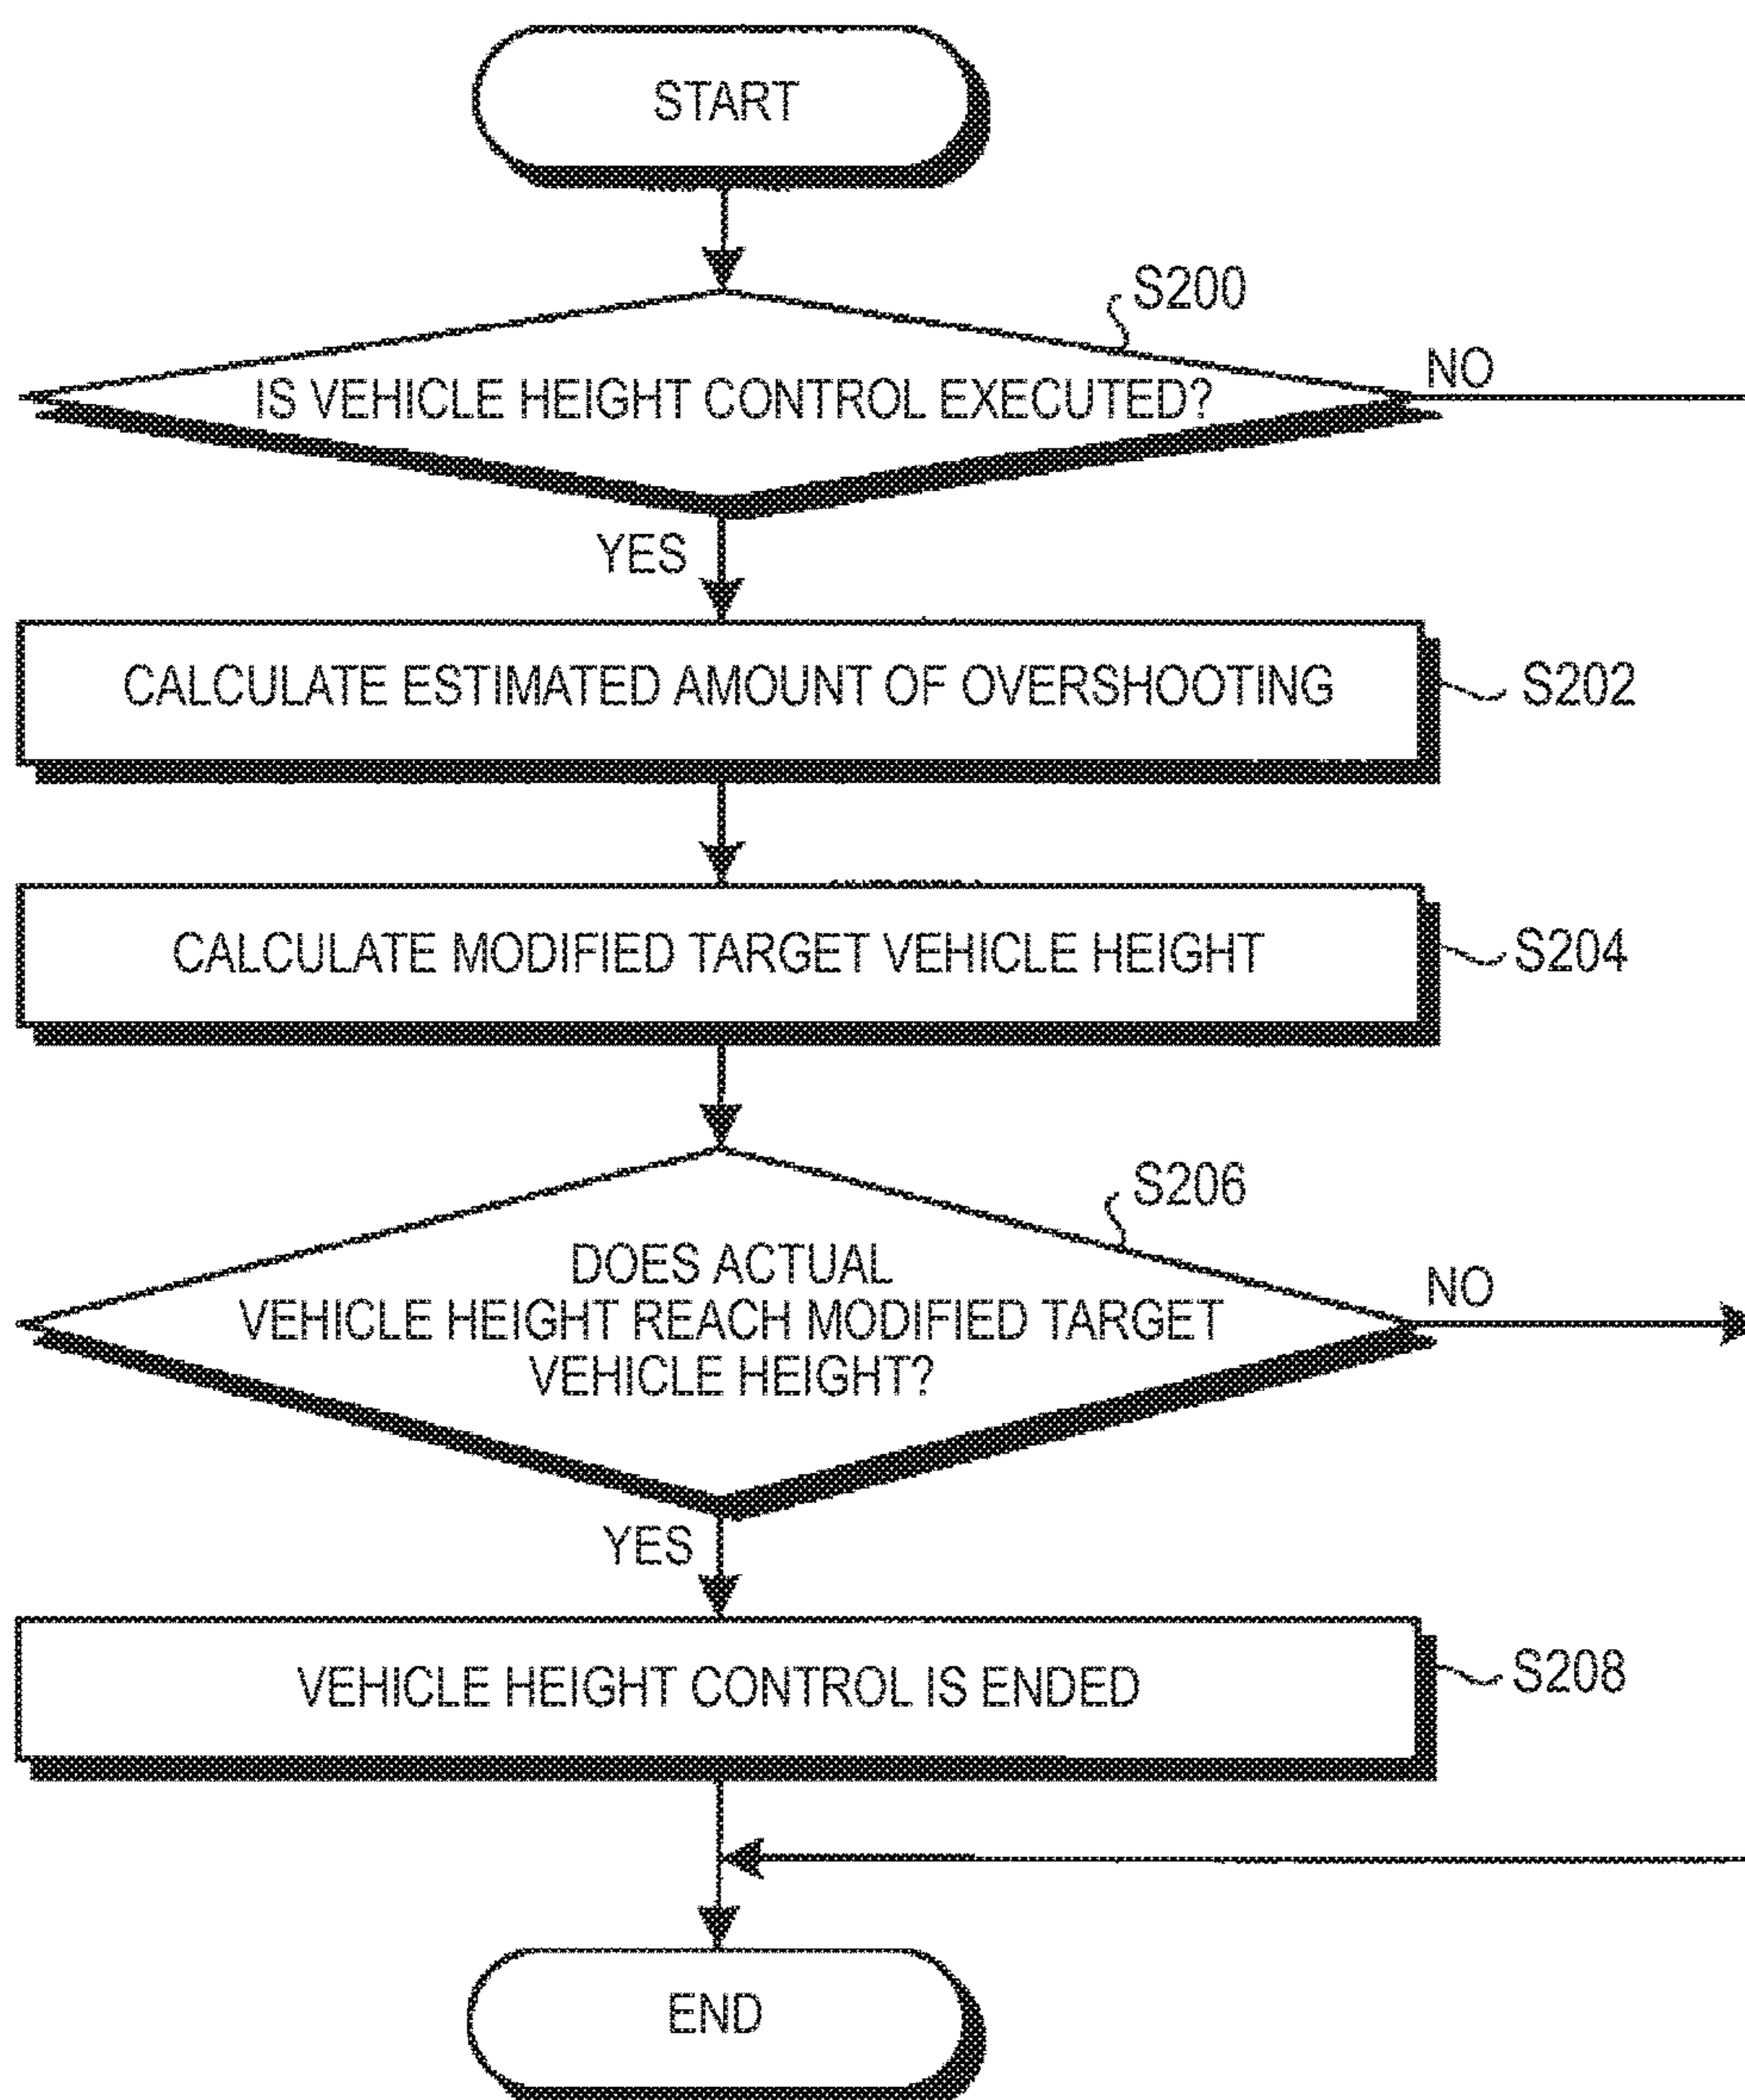 START
S200
IS VEHICLE HEIGHT CONTROL EXECUTED?
NO
YES
CALCULATE ESTIMATED AMOUNT OF OVERSHOOTING
S202
CALCULATE MODIFIED TARGET VEHICLE HEIGHT
S204
S206
DOES ACTUAL
VEHICLE HEIGHT REACH MODIFIED TARGET
VEHICLE HEIGHT?
NO
YES
VEHICLE HEIGHT CONTROL IS ENDED
S208
END